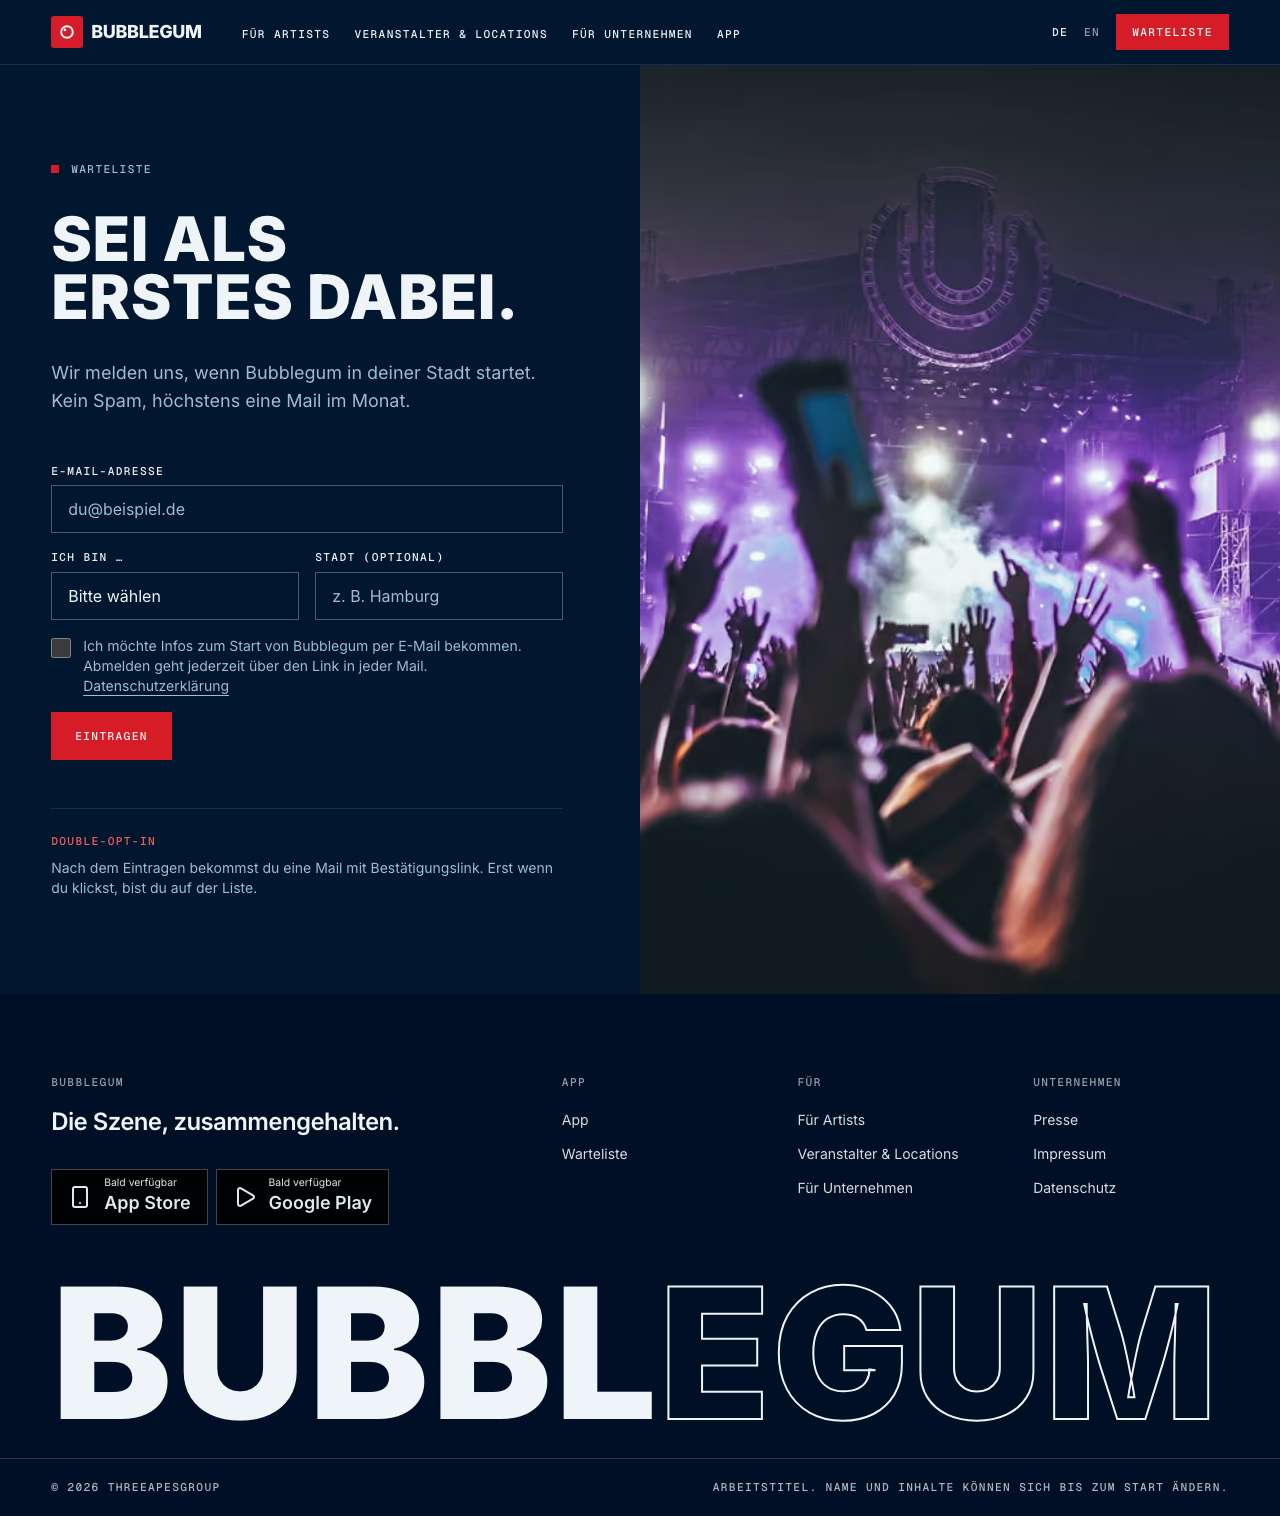 BUBBLEGUM
FÜR ARTISTS
VERANSTALTER & LOCATIONS
FÜR UNTERNEHMEN
APP
DE
EN
WARTELISTE
WARTELISTE
SEI ALS
ERSTES DABEI.
Wir melden uns, wenn Bubblegum in deiner Stadt startet.
Kein Spam, höchstens eine Mail im Monat.
E-MAIL-ADRESSE
du@beispiel.de
ICH BIN …
Bitte wählen
STADT (OPTIONAL)
z. B. Hamburg
Ich möchte Infos zum Start von Bubblegum per E-Mail bekommen.
Abmelden geht jederzeit über den Link in jeder Mail.
Datenschutzerklärung
EINTRAGEN
DOUBLE-OPT-IN
Nach dem Eintragen bekommst du eine Mail mit Bestätigungslink. Erst wenn
du klickst, bist du auf der Liste.
BUBBLEGUM
Die Szene, zusammengehalten.
Bald verfügbar
App Store
Bald verfügbar
Google Play
APP
App
Warteliste
FÜR
Für Artists
Veranstalter & Locations
Für Unternehmen
UNTERNEHMEN
Presse
Impressum
Datenschutz
BUBBLEGUM
© 2026 THREEAPESGROUP
ARBEITSTITEL. NAME UND INHALTE KÖNNEN SICH BIS ZUM START ÄNDERN.